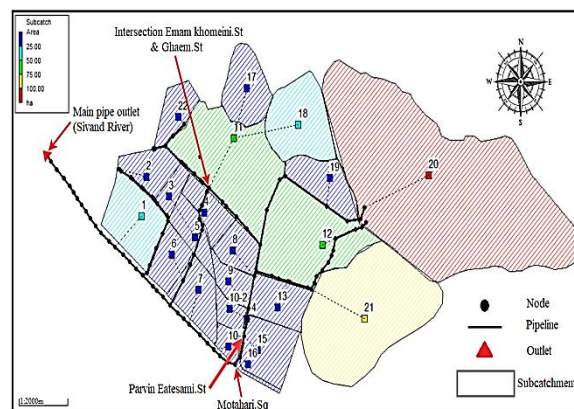 Subcatch
Area
25.00
50.00
75.00
100.00
ha
Intersection Emam khomeini.St
& Ghaem.St
Main pipe outlet
(Sivand River)
N
W
E
S
17
22
11
18
2
19
20
3
1
4
5
12
8
6
7
9
10-2
13
21
4
10-
15
16
Parvin Eatesami.St
Motahari.Sq
Node
Pipeline
Outlet
Subcatchment
1:2000m